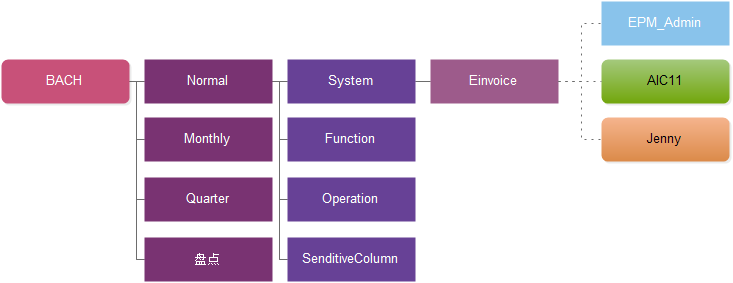 BACH
Normal
Monthly
Quarter
盘点
System
Function
Operation
SenditiveColumn
Einvoice
EPM_Admin
AIC11
Jenny